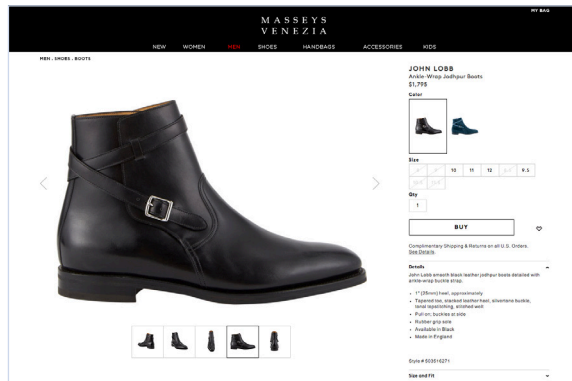 MY BAG
MASSEYS
VENEZIA
NEW WOMEN MEN SHOES HANDBAGS ACCESSORIES KIDS
MEN . SHOES . BOOTS
JOHN LOBB
Ankle-Wrap Jodhpur Boots
$1,795
Color
Size
10 11 12 9.5
Qty
1
BUY
Complimentary Shipping & Returns on all U.S. Orders.
See Details.
Details
John Lobb smooth black leather jodhpur boots detailed with
ankle-wrap buckle strap.
• 1" (25mm) heel, approximately
• Tapered toe, stacked leather heel, silvertone buckle,
tonal topstitching, stitched welt
• Pull-on; buckles at side
• Rubber grip sole
• Available in Black
• Made in England
Style # 503516271
Size and Fit